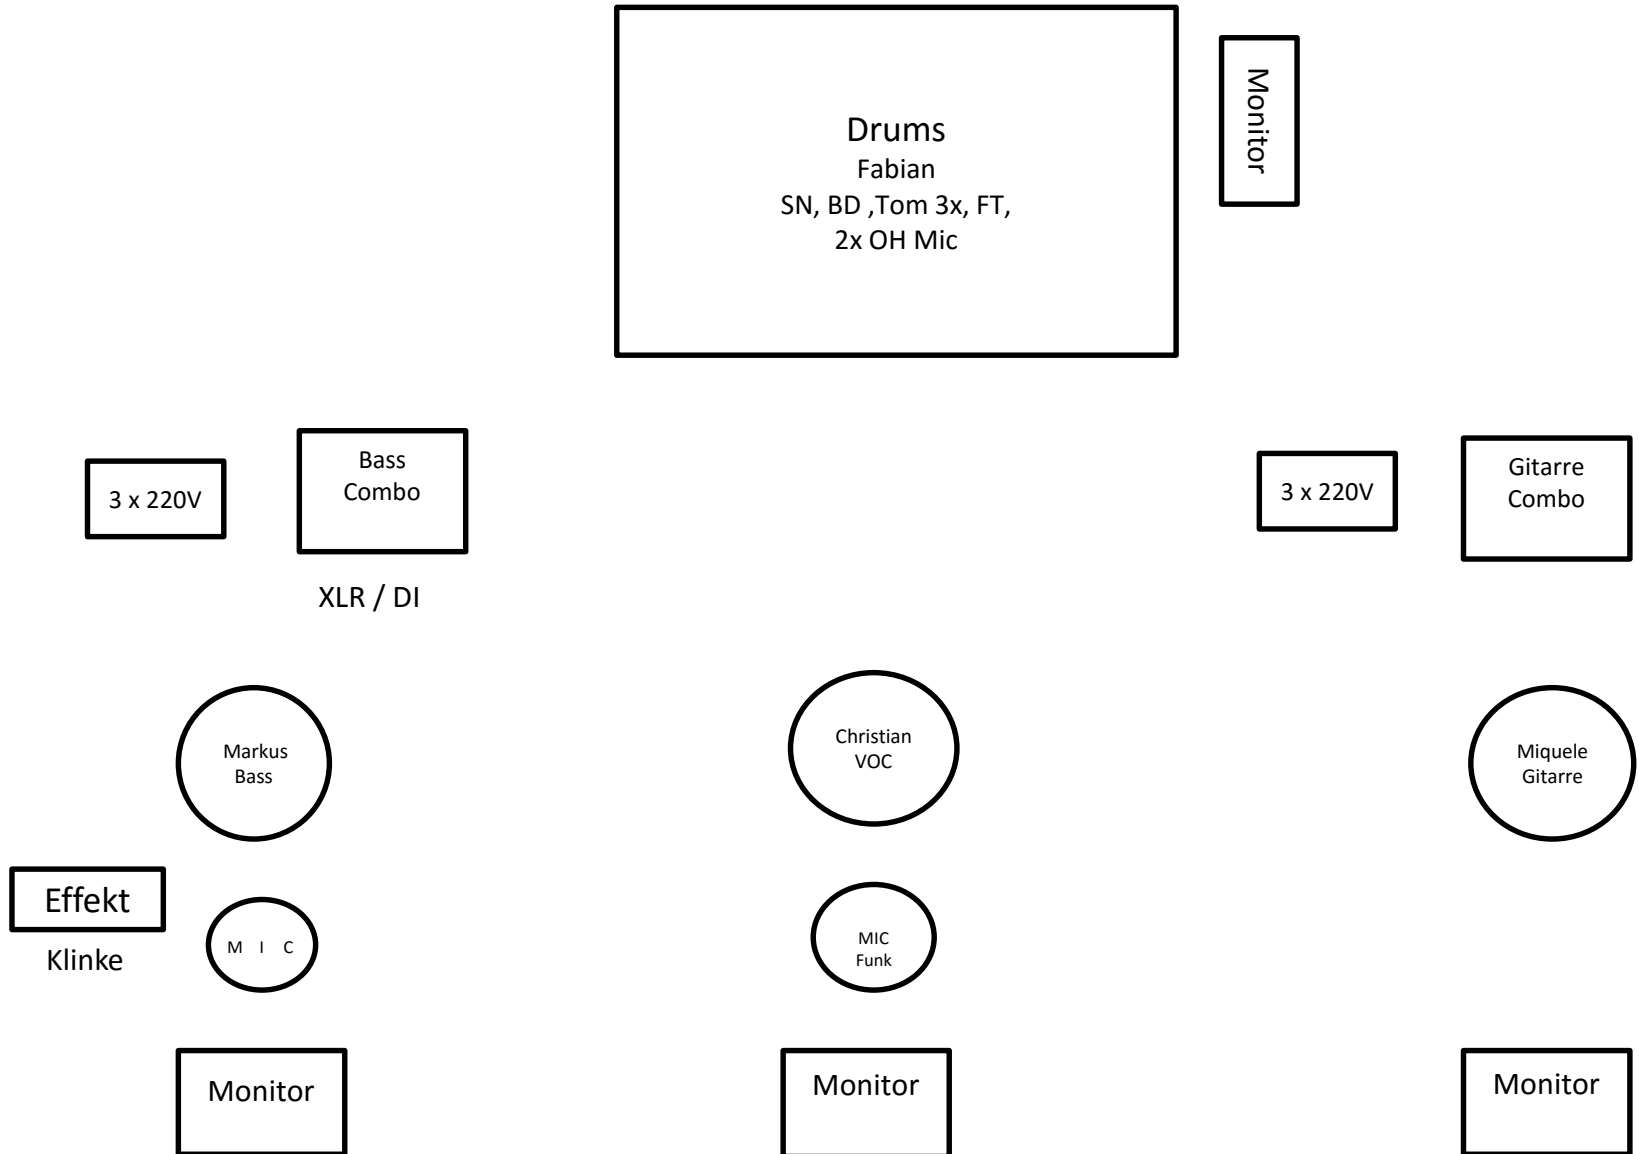 Drums
Fabian
SN, BD ,Tom 3x, FT,
2x OH Mic
Monitor
3 x 220V
Bass
Combo
XLR / DI
3 x 220V
Gitarre
Combo
Markus
Bass
Christian
VOC
Miquele
Gitarre
Effekt
Klinke
M I C
MIC
Funk
Monitor
Monitor
Monitor